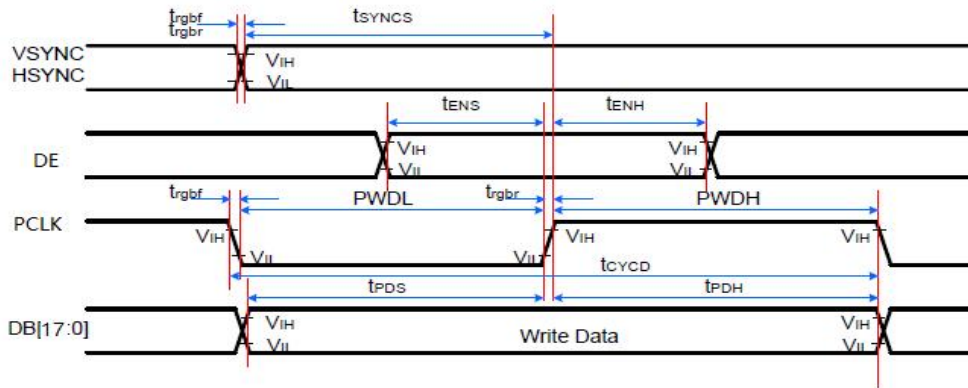 trgbf
trgbr
tSYNCS
VSYNC
HSYNC
VIH
VIL
tENS
tENH
DE
VIH
VIL
VIH
VIL
trgbf
PWDL
trgbr
PWDH
PCLK
VIH
VIL
VIL
VIH
VIH
tCYCD
tPDS
tPDH
DB[17:0]
VIH
VIL
Write Data
VIH
VIL